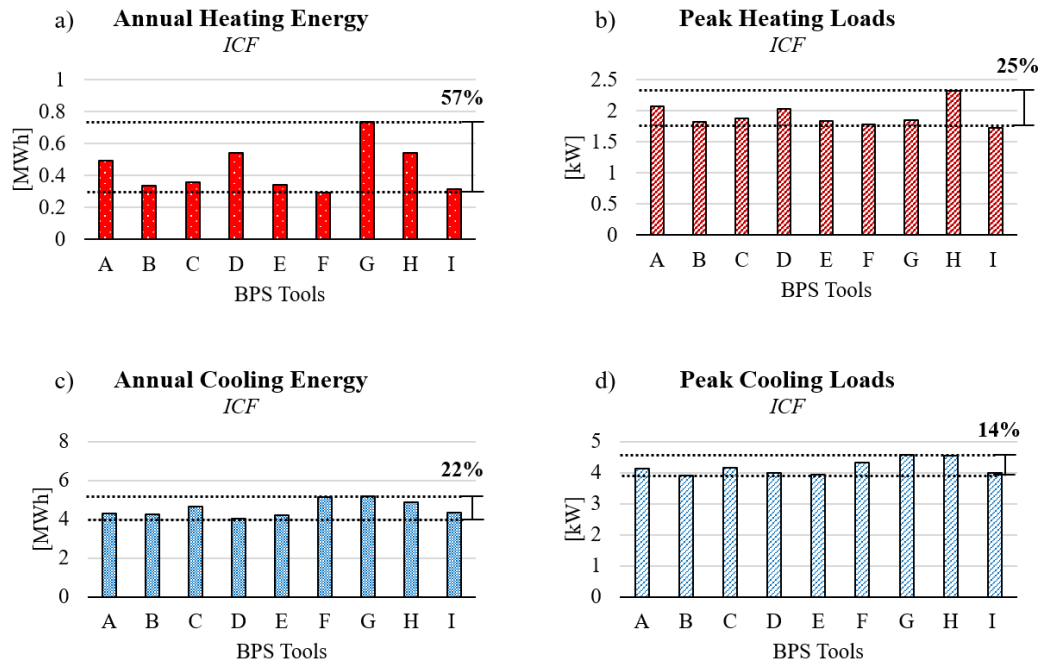 a) Annual Heating Energy
ICF
57%
1
0.8
0.6
0.4
0.2
0
[MWh]
A B C D E F G H I
BPS Tools
b) Peak Heating Loads
ICF
25%
2.5
2
1.5
1
0.5
0
[kW]
A B C D E F G H I
BPS Tools
c) Annual Cooling Energy
ICF
22%
8
6
4
2
0
[MWh]
A B C D E F G H I
BPS Tools
d) Peak Cooling Loads
ICF
14%
5
4
3
2
1
0
[kW]
A B C D E F G H I
BPS Tools